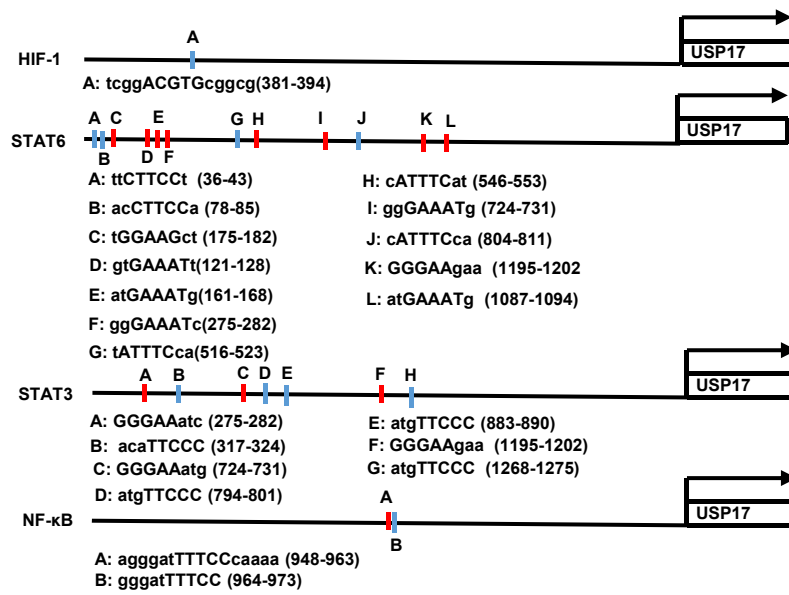 A
HIF-1
USP17
A: tcggACGTGcggcg(381-394)
A C E G H I J K L
STAT6
USP17
B D F
A: ttCTTCCt (36-43)
B: acCTTCCa (78-85)
C: tGGAAGct (175-182)
D: gtGAAATt(121-128)
E: atGAAATg(161-168)
F: ggGAAATc(275-282)
G: tATTTCca(516-523)
H: cATTTCat (546-553)
I: ggGAAATg (724-731)
J: cATTTCca (804-811)
K: GGGAAgaa (1195-1202
L: atGAAATg (1087-1094)
A B C D E F H
STAT3
USP17
A: GGGAAatc (275-282)
B: acaTTCCC (317-324)
C: GGGAAatg (724-731)
D: atgTTCCC (794-801)
E: atgTTCCC (883-890)
F: GGGAAgaa (1195-1202)
G: atgTTCCC (1268-1275)
A
NF-κB
USP17
B
A: agggatTTTCCcaaaa (948-963)
B: gggatTTTCC (964-973)